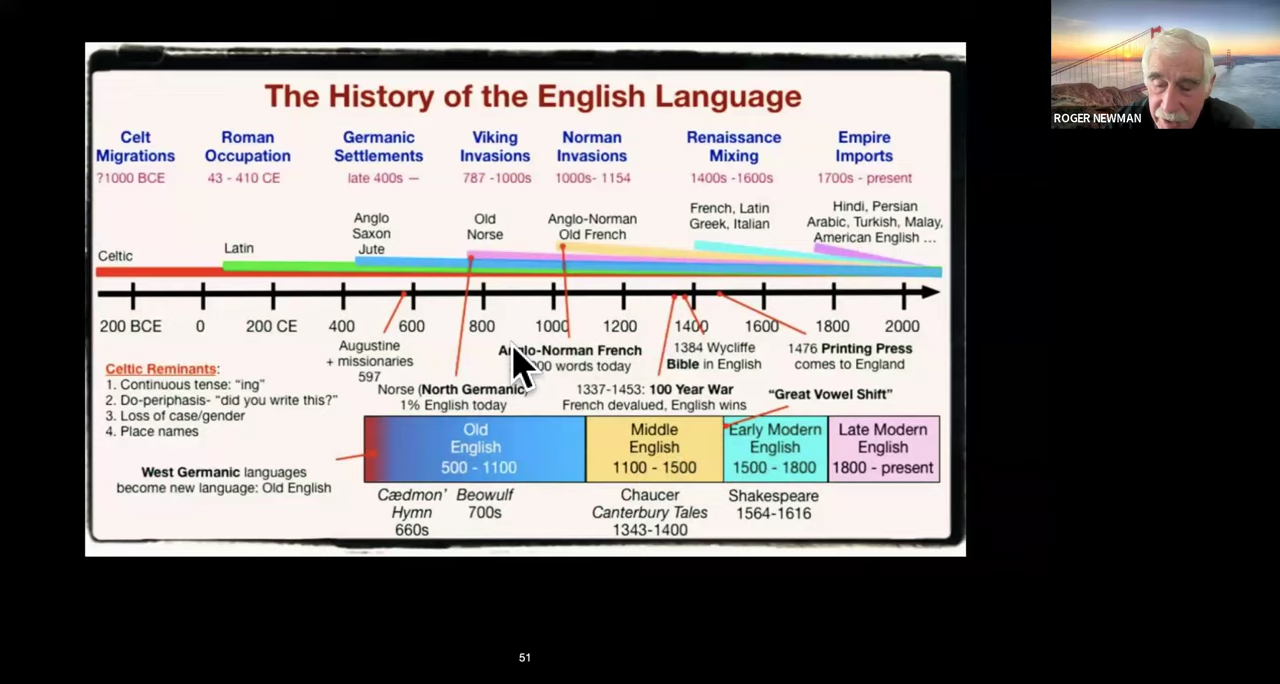 ROGER NEWMAN
The History of the English Language
Celt
Migrations
?1000 BCE
Roman
Occupation
43 - 410 CE
Germanic
Settlements
late 400s —
Viking
Invasions
787 -1000s
Norman
Invasions
1000s- 1154
Renaissance
Mixing
1400s -1600s
Empire
Imports
1700s - present
Celtic
Latin
Anglo
Saxon
Jute
Old
Norse
Anglo-Norman
Old French
French, Latin
Greek, Italian
Hindi, Persian
Arabic, Turkish, Malay,
American English ...
200 BCE 0 200 CE 400 600 800 1000 1200 1400 1600 1800 2000
Augustine
+ missionaries
597
Norse (North Germanic)
1% English today
Anglo-Norman French
words today
1337-1453: 100 Year War
French devalued, English wins
1384 Wycliffe
Bible in English
1476 Printing Press
comes to England
"Great Vowel Shift"
Celtic Reminants:
1. Continuous tense: "ing"
2. Do-periphasis- "did you write this?"
3. Loss of case/gender
4. Place names
West Germanic languages
become new language: Old English
Old
English
500 - 1100
Middle
English
1100 - 1500
Early Modern
English
1500 - 1800
Late Modern
English
1800 - present
Cædmon'
Hymn
660s
Beowulf
700s
Chaucer
Canterbury Tales
1343-1400
Shakespeare
1564-1616
51